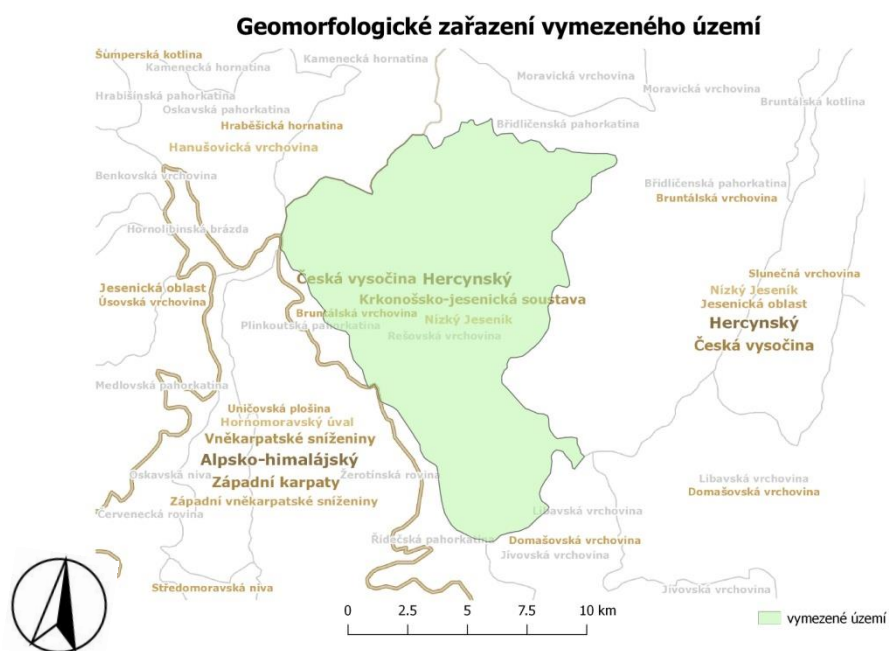 Geomorfologické zařazení vymezeného území
Šumperská kotlina
Kamenecká hornatina
Kamenecká hornatina
Moravická vrchovina
Moravická vrchovina
Hrabišínská pahorkatina
Oskavská pahorkatina
Bruntálská kotlina
Hraběšická hornatina
Břidličenská pahorkatina
Hanušovická vrchovina
Benkovská vrchovina
Břidličenská pahorkatina
Bruntálská vrchovina
Hornolibinská brázda
Česká vysočina
Hercynský
Slunečná vrchovina
Jesenická oblast
Úsovská vrchovina
Krkonošsko-jesenická soustava
Nízký Jeseník
Jesenická oblast
Bruntálská vrchovina
Nízký Jeseník
Plinkoutská pahorkatina
Rešovská vrchovina
Hercynský
Česká vysočina
Medlovská pahorkatina
Uničovská plošina
Hornomoravský úval
Vněkarpatské sníženiny
Alpsko-himalájský
Oskavská niva
Žerotínská rovina
Západní karpaty
Západní vněkarpatské sníženiny
Libavská vrchovina
Domašovská vrchovina
Červenecká rovina
Libavská vrchovina
Řídečská pahorkatina
Domašovská vrchovina
Jívovská vrchovina
Středomoravská niva
Jívovská vrchovina
0 2.5 5 7.5 10 km
vymezené území